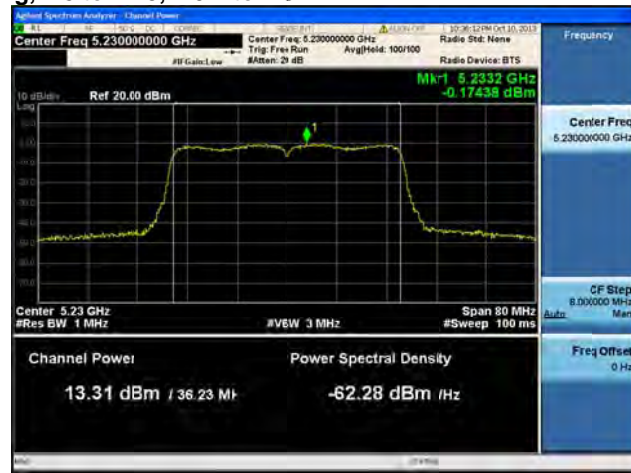 Agilent Spectrum Analyzer - Channel Power
Center Freq 5.230000000 GHz
#IFGain:Low
Center Freq: 5.230000000 GHz
Trig: Free Run Avg|Hold: 100/100
#Atten: 20 dB
10:36:12PM Oct 10, 2013
Radio Std: None
Radio Device: BTS
Frequency
Mkr1 5.2332 GHz
-0.17438 dBm
10 dB/div Ref 20.00 dBm
Log
1
Center Freq
5.230000000 GHz
Center 5.23 GHz
#Res BW 1 MHz
#VBW 3 MHz
Span 80 MHz
#Sweep 100 ms
CF Step
8.000000 MHz
Auto Man
Channel Power
13.31 dBm / 36.23 MH
Power Spectral Density
-62.28 dBm /Hz
Freq Offset
0 Hz